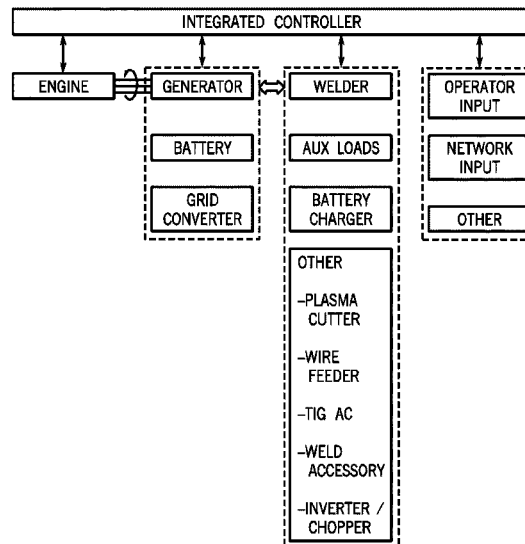 INTEGRATED CONTROLLER
ENGINE
GENERATOR
BATTERY
GRID
CONVERTER
WELDER
AUX LOADS
BATTERY
CHARGER
OTHER
–PLASMA
CUTTER
–WIRE
FEEDER
–TIG AC
–WELD
ACCESSORY
–INVERTER /
CHOPPER
OPERATOR
INPUT
NETWORK
INPUT
OTHER